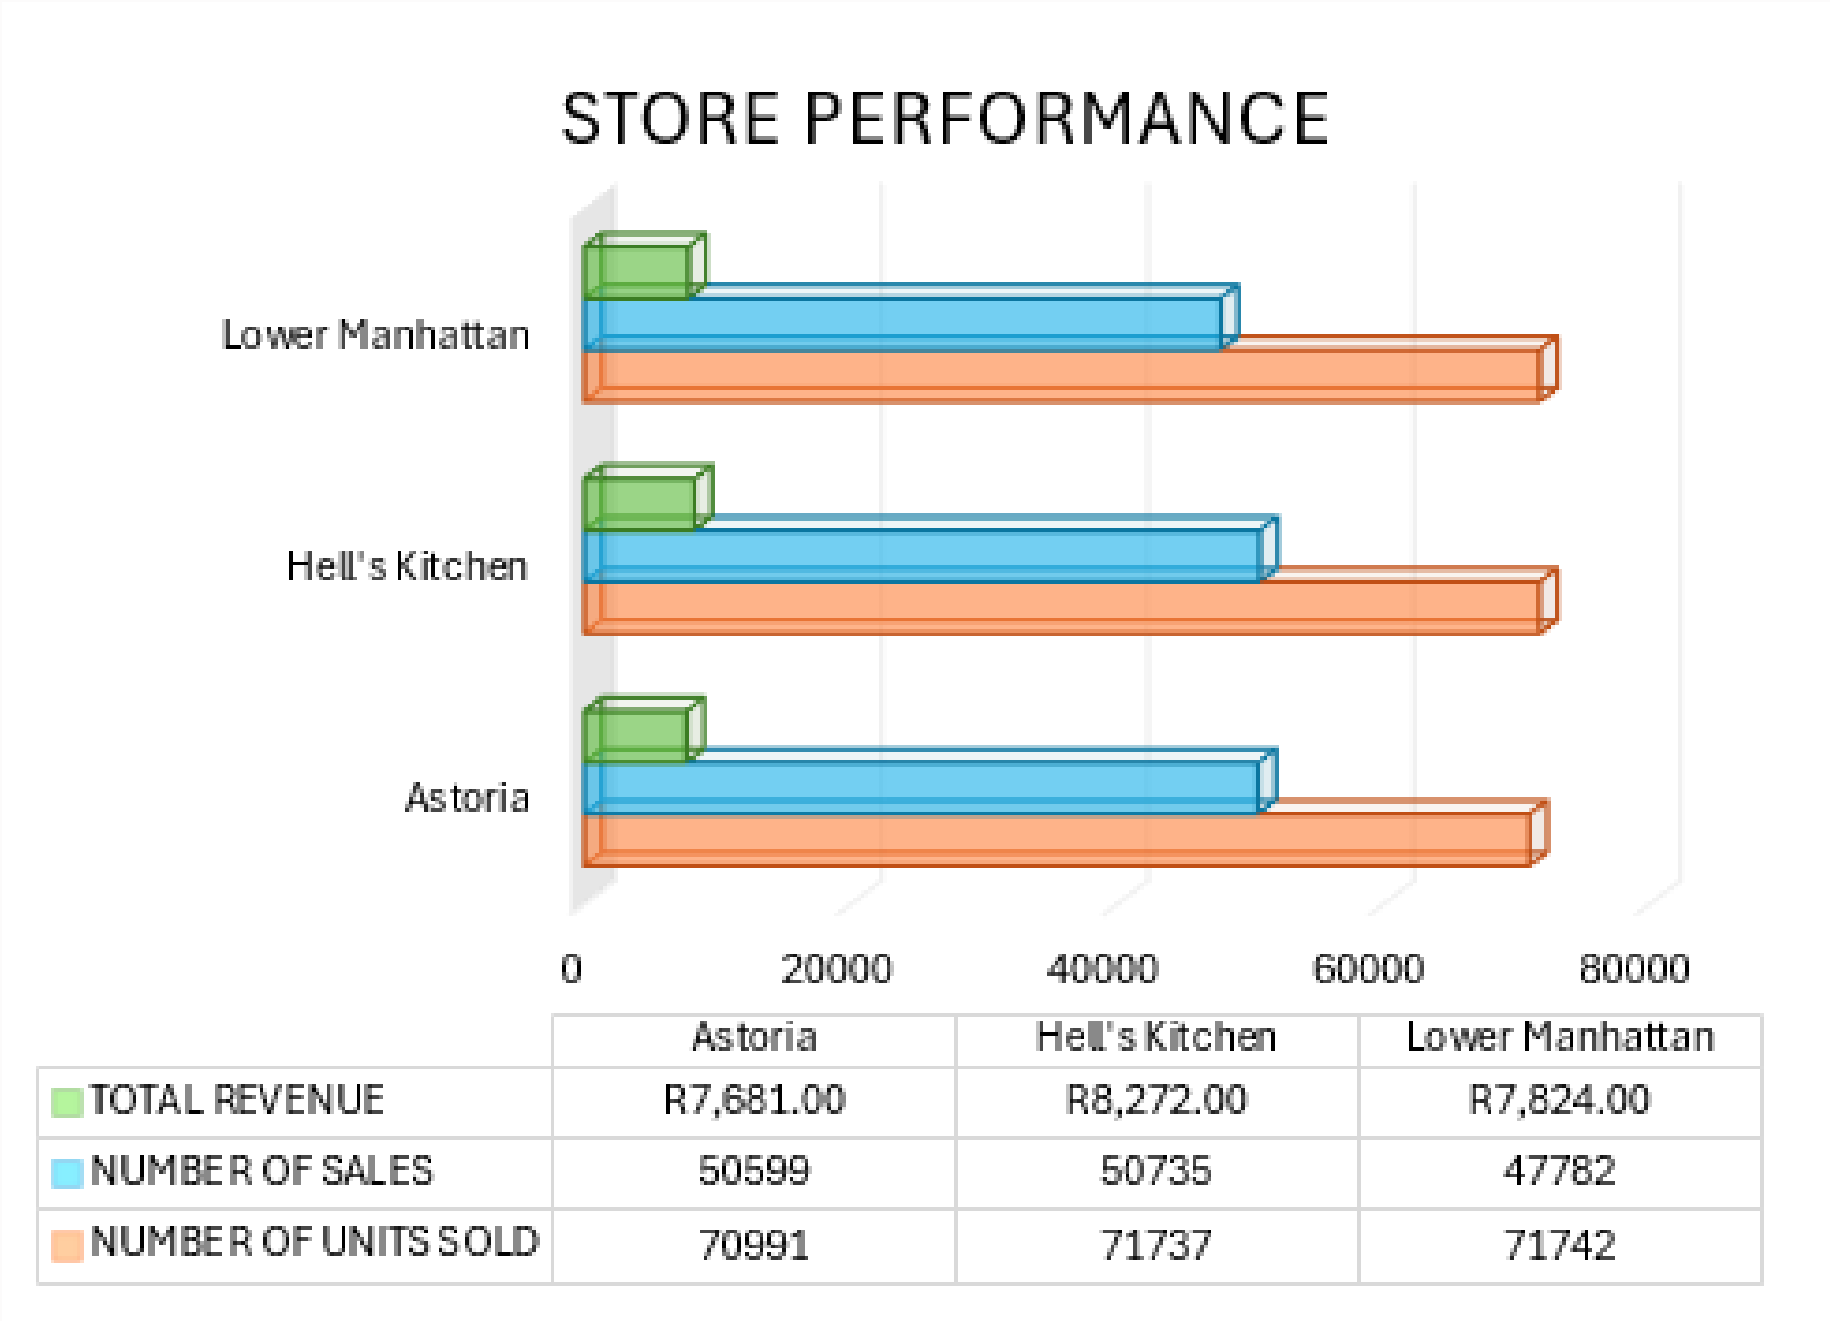 STORE PERFORMANCE
Lower Manhattan
Hell's Kitchen
Astoria
0 20000 40000 60000 80000
Astoria Hell's Kitchen Lower Manhattan
TOTAL REVENUE R7,681.00 R8,272.00 R7,824.00
NUMBER OF SALES 50599 50735 47782
NUMBER OF UNITS SOLD 70991 71737 71742